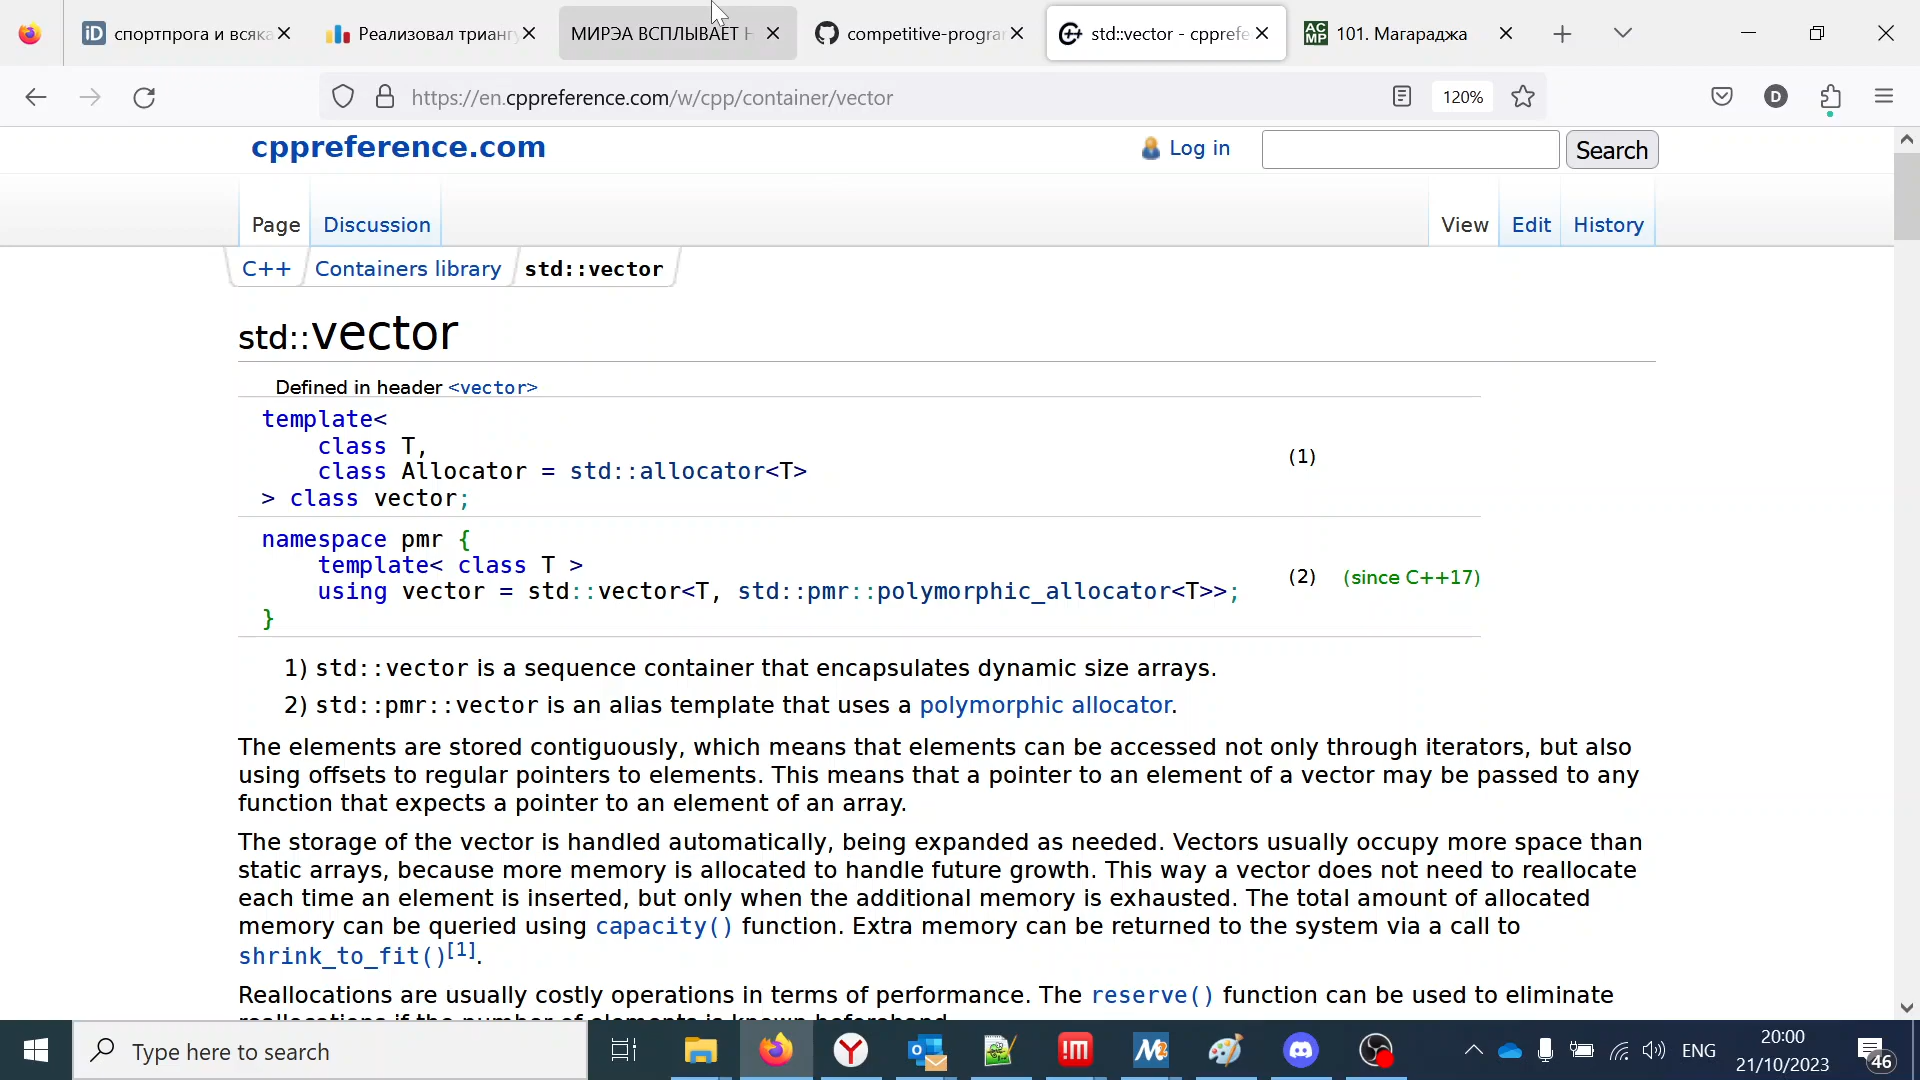 спортпрога и всяка
Реализовал триангу
МИРЭА ВСПЛЫВАЕТ Н
competitive-progra
std::vector - cpprefe
101. Магараджа
https://en.cppreference.com/w/cpp/container/vector
120%
D
cppreference.com
Log in
Search
Page
Discussion
View
Edit
History
C++
Containers library
std::vector
std::vector
Defined in header <vector>
template<
class T,
class Allocator = std::allocator<T>
> class vector;
(1)
namespace pmr {
template< class T >
using vector = std::vector<T, std::pmr::polymorphic_allocator<T>>;
}
(2) (since C++17)
1) std::vector is a sequence container that encapsulates dynamic size arrays.
2) std::pmr::vector is an alias template that uses a polymorphic allocator.
The elements are stored contiguously, which means that elements can be accessed not only through iterators, but also
using offsets to regular pointers to elements. This means that a pointer to an element of a vector may be passed to any
function that expects a pointer to an element of an array.
The storage of the vector is handled automatically, being expanded as needed. Vectors usually occupy more space than
static arrays, because more memory is allocated to handle future growth. This way a vector does not need to reallocate
each time an element is inserted, but only when the additional memory is exhausted. The total amount of allocated
memory can be queried using capacity() function. Extra memory can be returned to the system via a call to
shrink_to_fit()[1].
Reallocations are usually costly operations in terms of performance. The reserve() function can be used to eliminate
reallocations if the number of elements is known beforehand.
Type here to search
ENG
20:00
21/10/2023
46